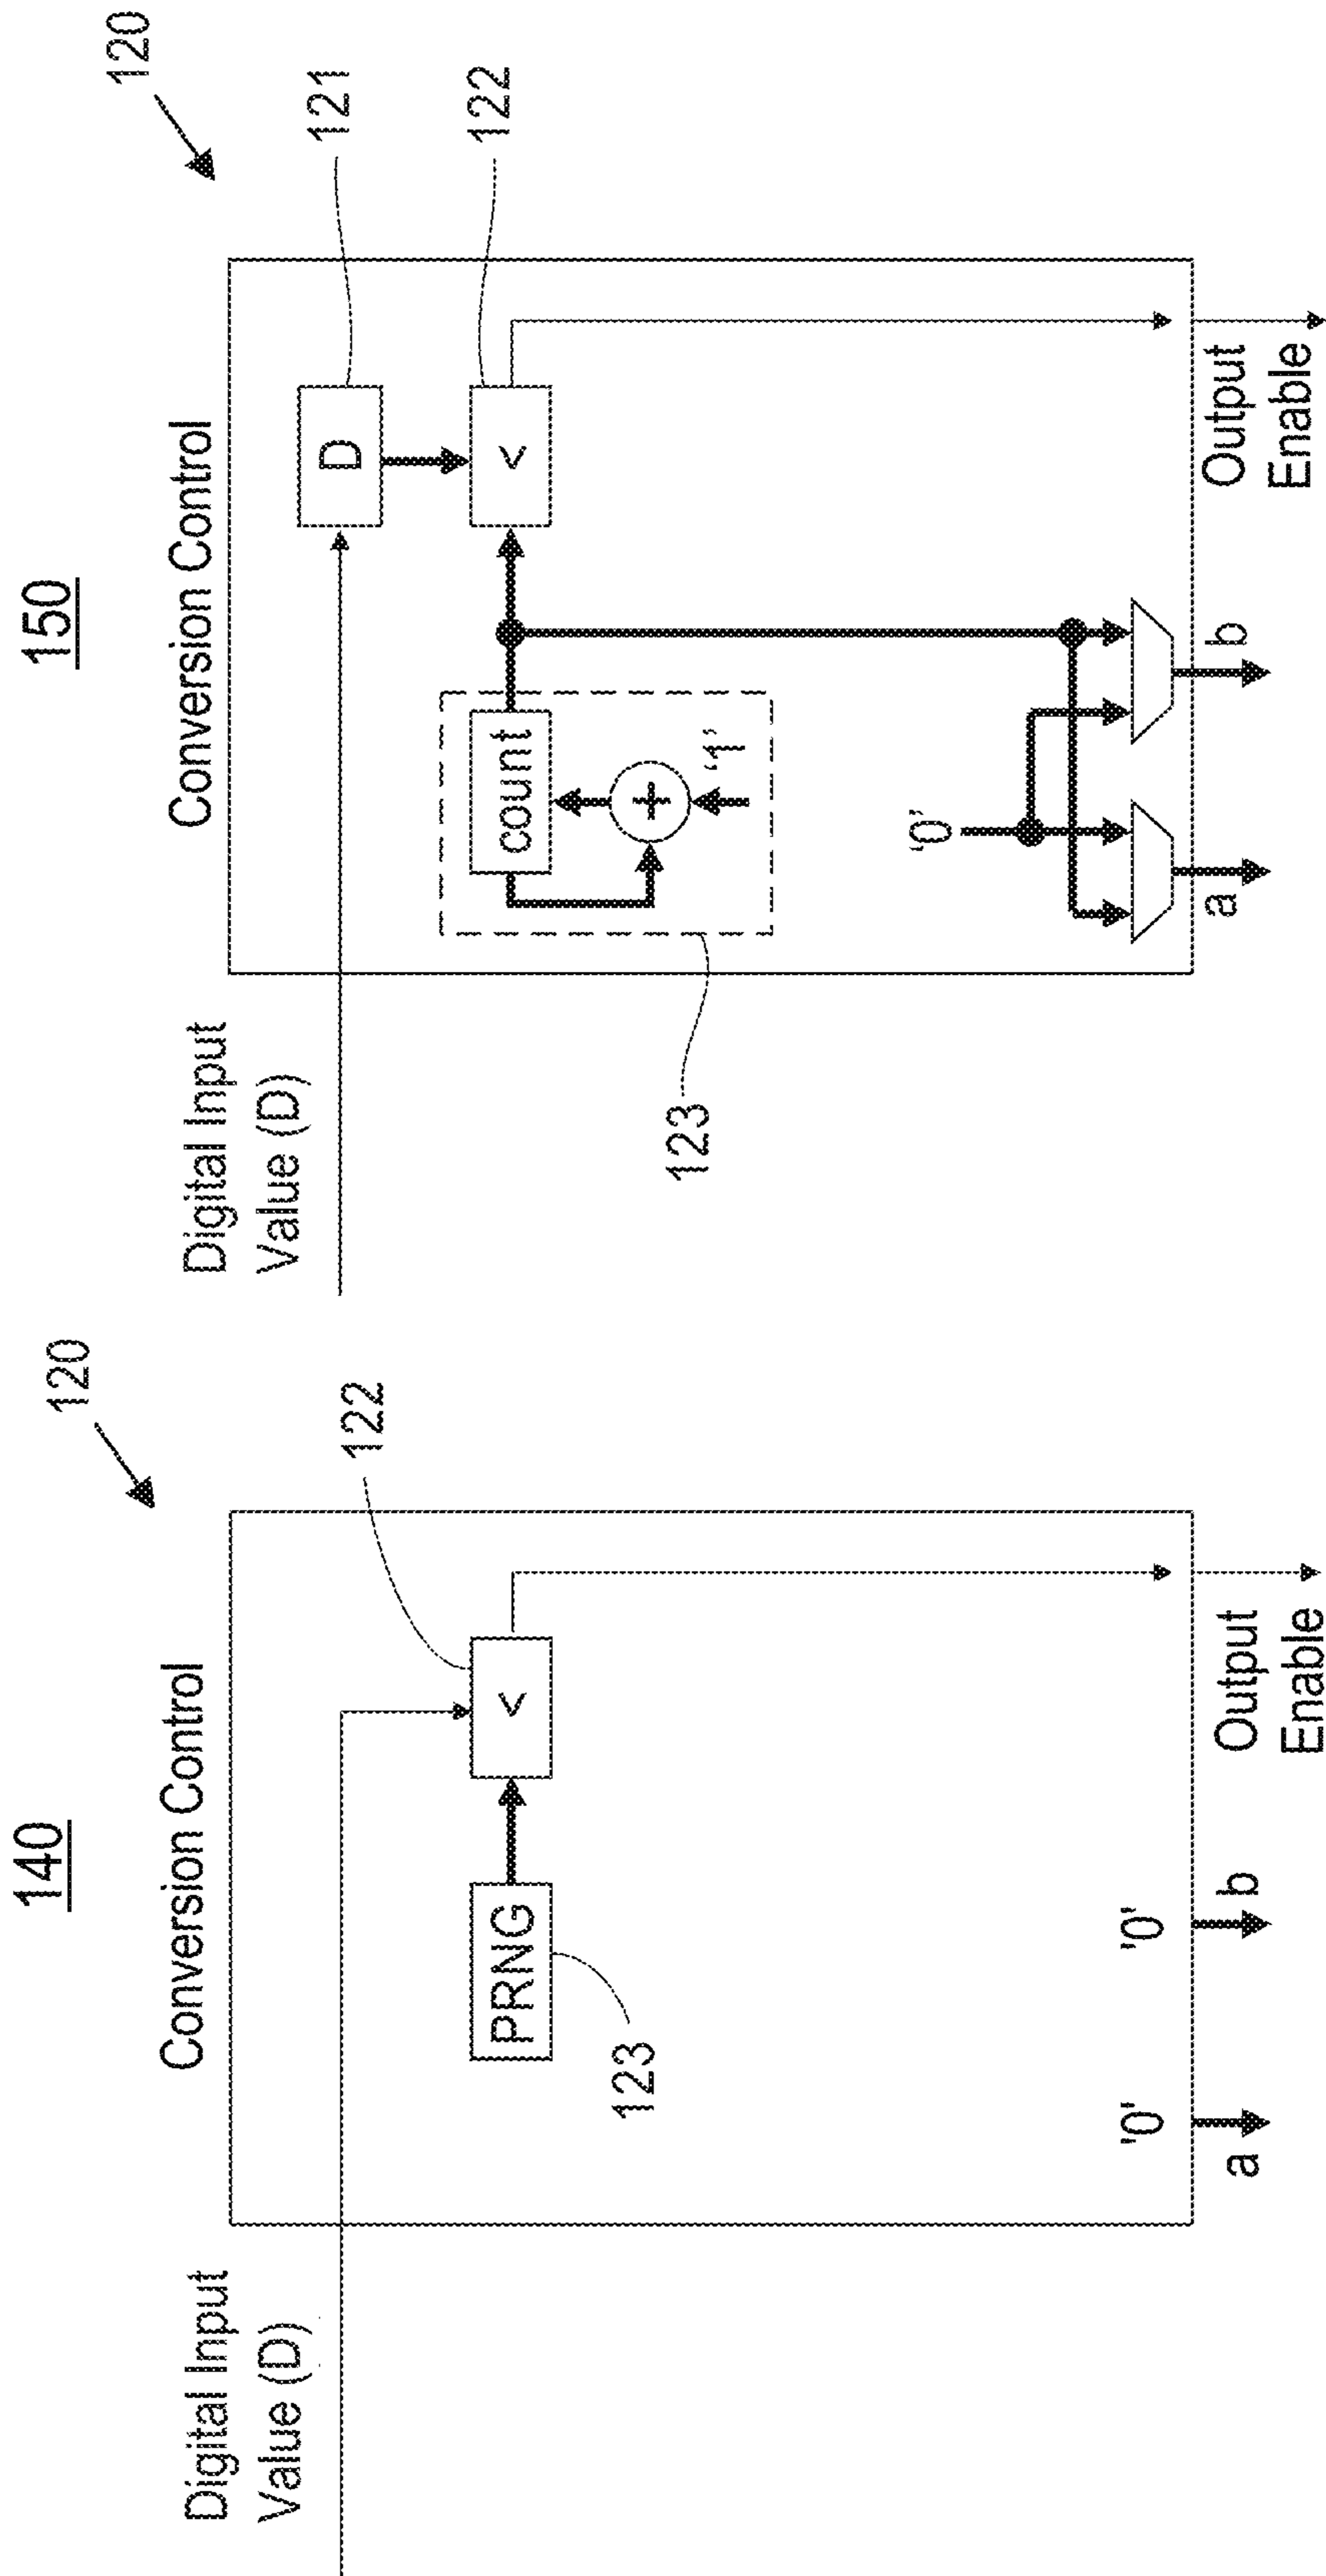 140
120
Conversion Control
Digital Input
Value (D)
122
<
PRNG
123
'0'
'0'
a
b
Output
Enable
150
120
Conversion Control
Digital Input
Value (D)
D
121
122
<
count
+
'1'
123
'0'
a
b
Output
Enable